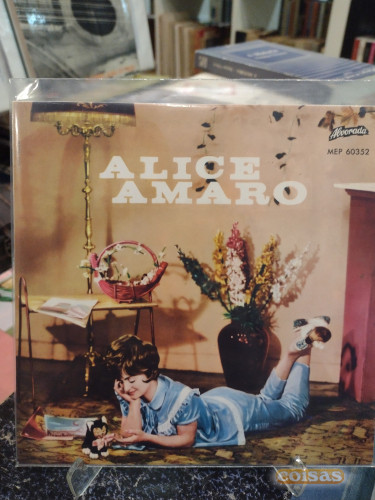 Alvorada
MEP 60352
ALICE
AMARO
coisas